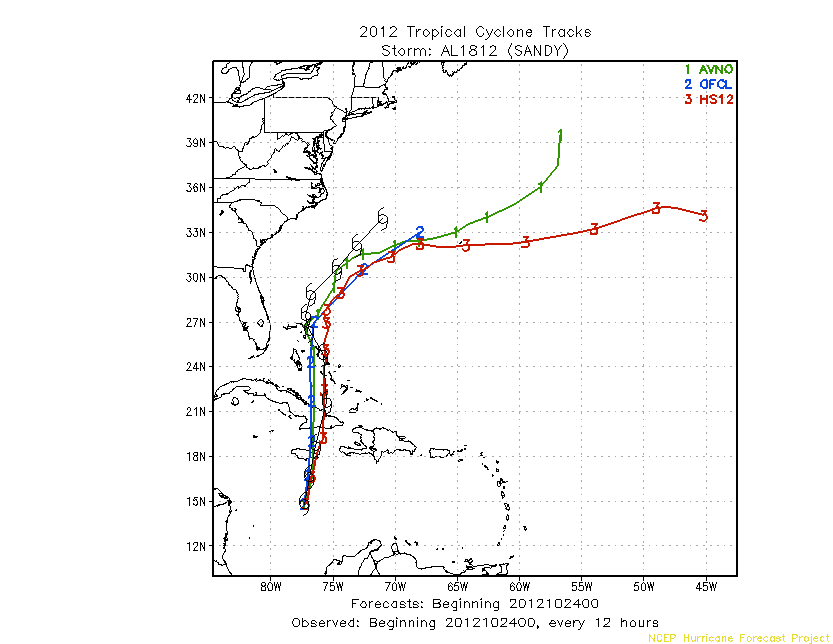 2012 Tropical Cyclone Tracks
Storm: AL1812 (SANDY)
1 AVNO
2 OFCL
3 HS12
42N
39N
36N
33N
30N
27N
24N
21N
18N
15N
12N
80W 75W 70W 65W 60W 55W 50W 45W
Forecasts: Beginning 2012102400
Observed: Beginning 2012102400, every 12 hours
NCEP Hurricane Forecast Project